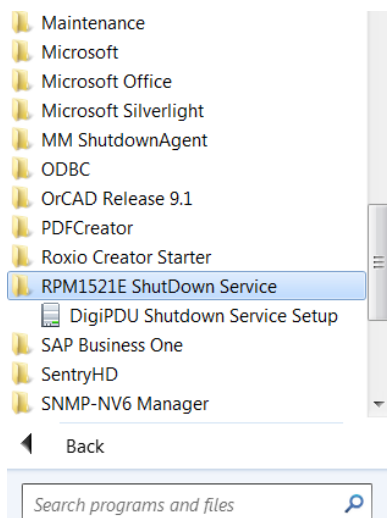 Maintenance
Microsoft
Microsoft Office
Microsoft Silverlight
MM ShutdownAgent
ODBC
OrCAD Release 9.1
PDFCreator
Roxio Creator Starter
RPM1521E ShutDown Service
DigiPDU Shutdown Service Setup
SAP Business One
SentryHD
SNMP-NV6 Manager
Back
Search programs and files